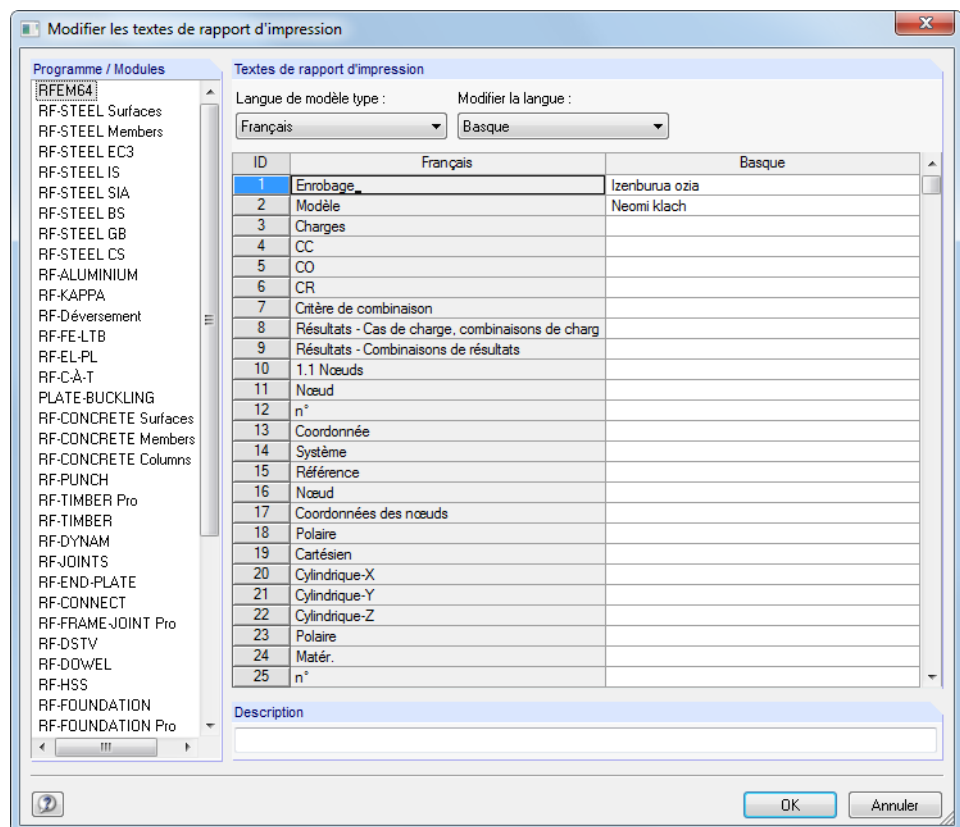 Modifier les textes de rapport d'impression
Programme / Modules
RFEM64
RF-STEEL Surfaces
RF-STEEL Members
RF-STEEL EC3
RF-STEEL IS
RF-STEEL SIA
RF-STEEL BS
RF-STEEL GB
RF-STEEL CS
RF-ALUMINIUM
RF-KAPPA
RF-Déversement
RF-FE-LTB
RF-EL-PL
RF-C-À-T
PLATE-BUCKLING
RF-CONCRETE Surfaces
RF-CONCRETE Members
RF-CONCRETE Columns
RF-PUNCH
RF-TIMBER Pro
RF-TIMBER
RF-DYNAM
RF-JOINTS
RF-END-PLATE
RF-CONNECT
RF-FRAME-JOINT Pro
RF-DSTV
RF-DOWEL
RF-HSS
RF-FOUNDATION
RF-FOUNDATION Pro
Textes de rapport d'impression
Langue de modèle type : Modifier la langue :
Français Basque
ID Français Basque
1 Enrobage_ Izenburua ozia
2 Modèle Neomi klach
3 Charges
4 CC
5 CO
6 CR
7 Critère de combinaison
8 Résultats - Cas de charge, combinaisons de charg
9 Résultats - Combinaisons de résultats
10 1.1 Nœuds
11 Nœud
12 n°
13 Coordonnée
14 Système
15 Référence
16 Nœud
17 Coordonnées des nœuds
18 Polaire
19 Cartésien
20 Cylindrique-X
21 Cylindrique-Y
22 Cylindrique-Z
23 Polaire
24 Matér.
25 n°
Description
OK Annuler